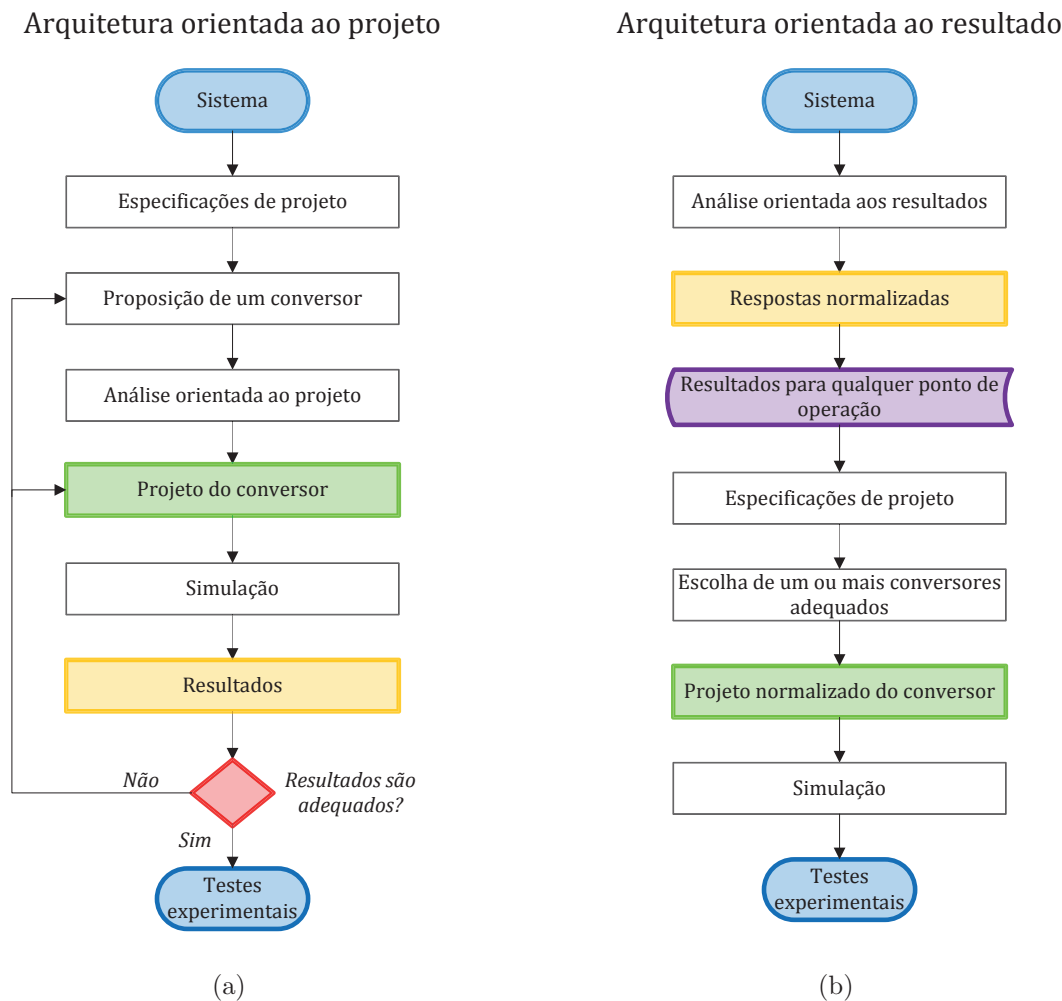 Arquitetura orientada ao projeto
Sistema
Especificações de projeto
Proposição de um conversor
Análise orientada ao projeto
Projeto do conversor
Simulação
Resultados
Não
Resultados são
adequados?
Sim
Testes
experimentais
(a)
Arquitetura orientada ao resultado
Sistema
Análise orientada aos resultados
Respostas normalizadas
Resultados para qualquer ponto de
operação
Especificações de projeto
Escolha de um ou mais conversores
adequados
Projeto normalizado do conversor
Simulação
Testes
experimentais
(b)